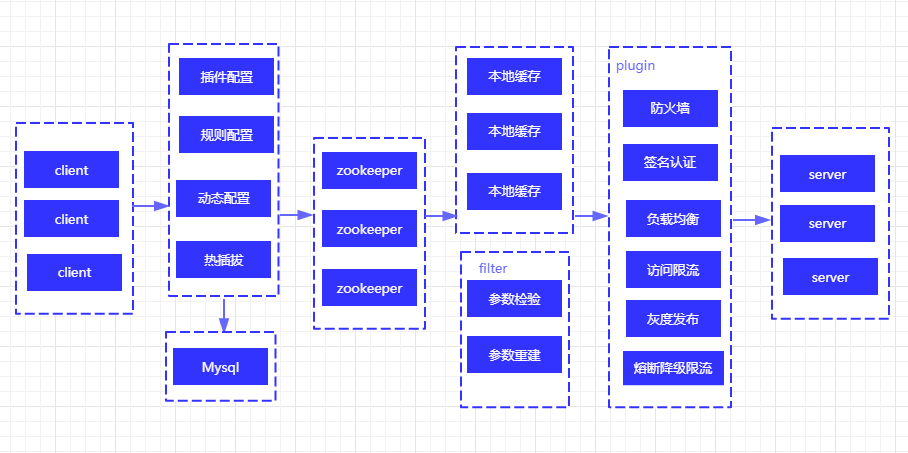 client
client
client
插件配置
规则配置
动态配置
热插拔
Mysql
zookeeper
zookeeper
zookeeper
本地缓存
本地缓存
本地缓存
filter
参数检验
参数重建
plugin
防火墙
签名认证
负载均衡
访问限流
灰度发布
熔断降级限流
server
server
server